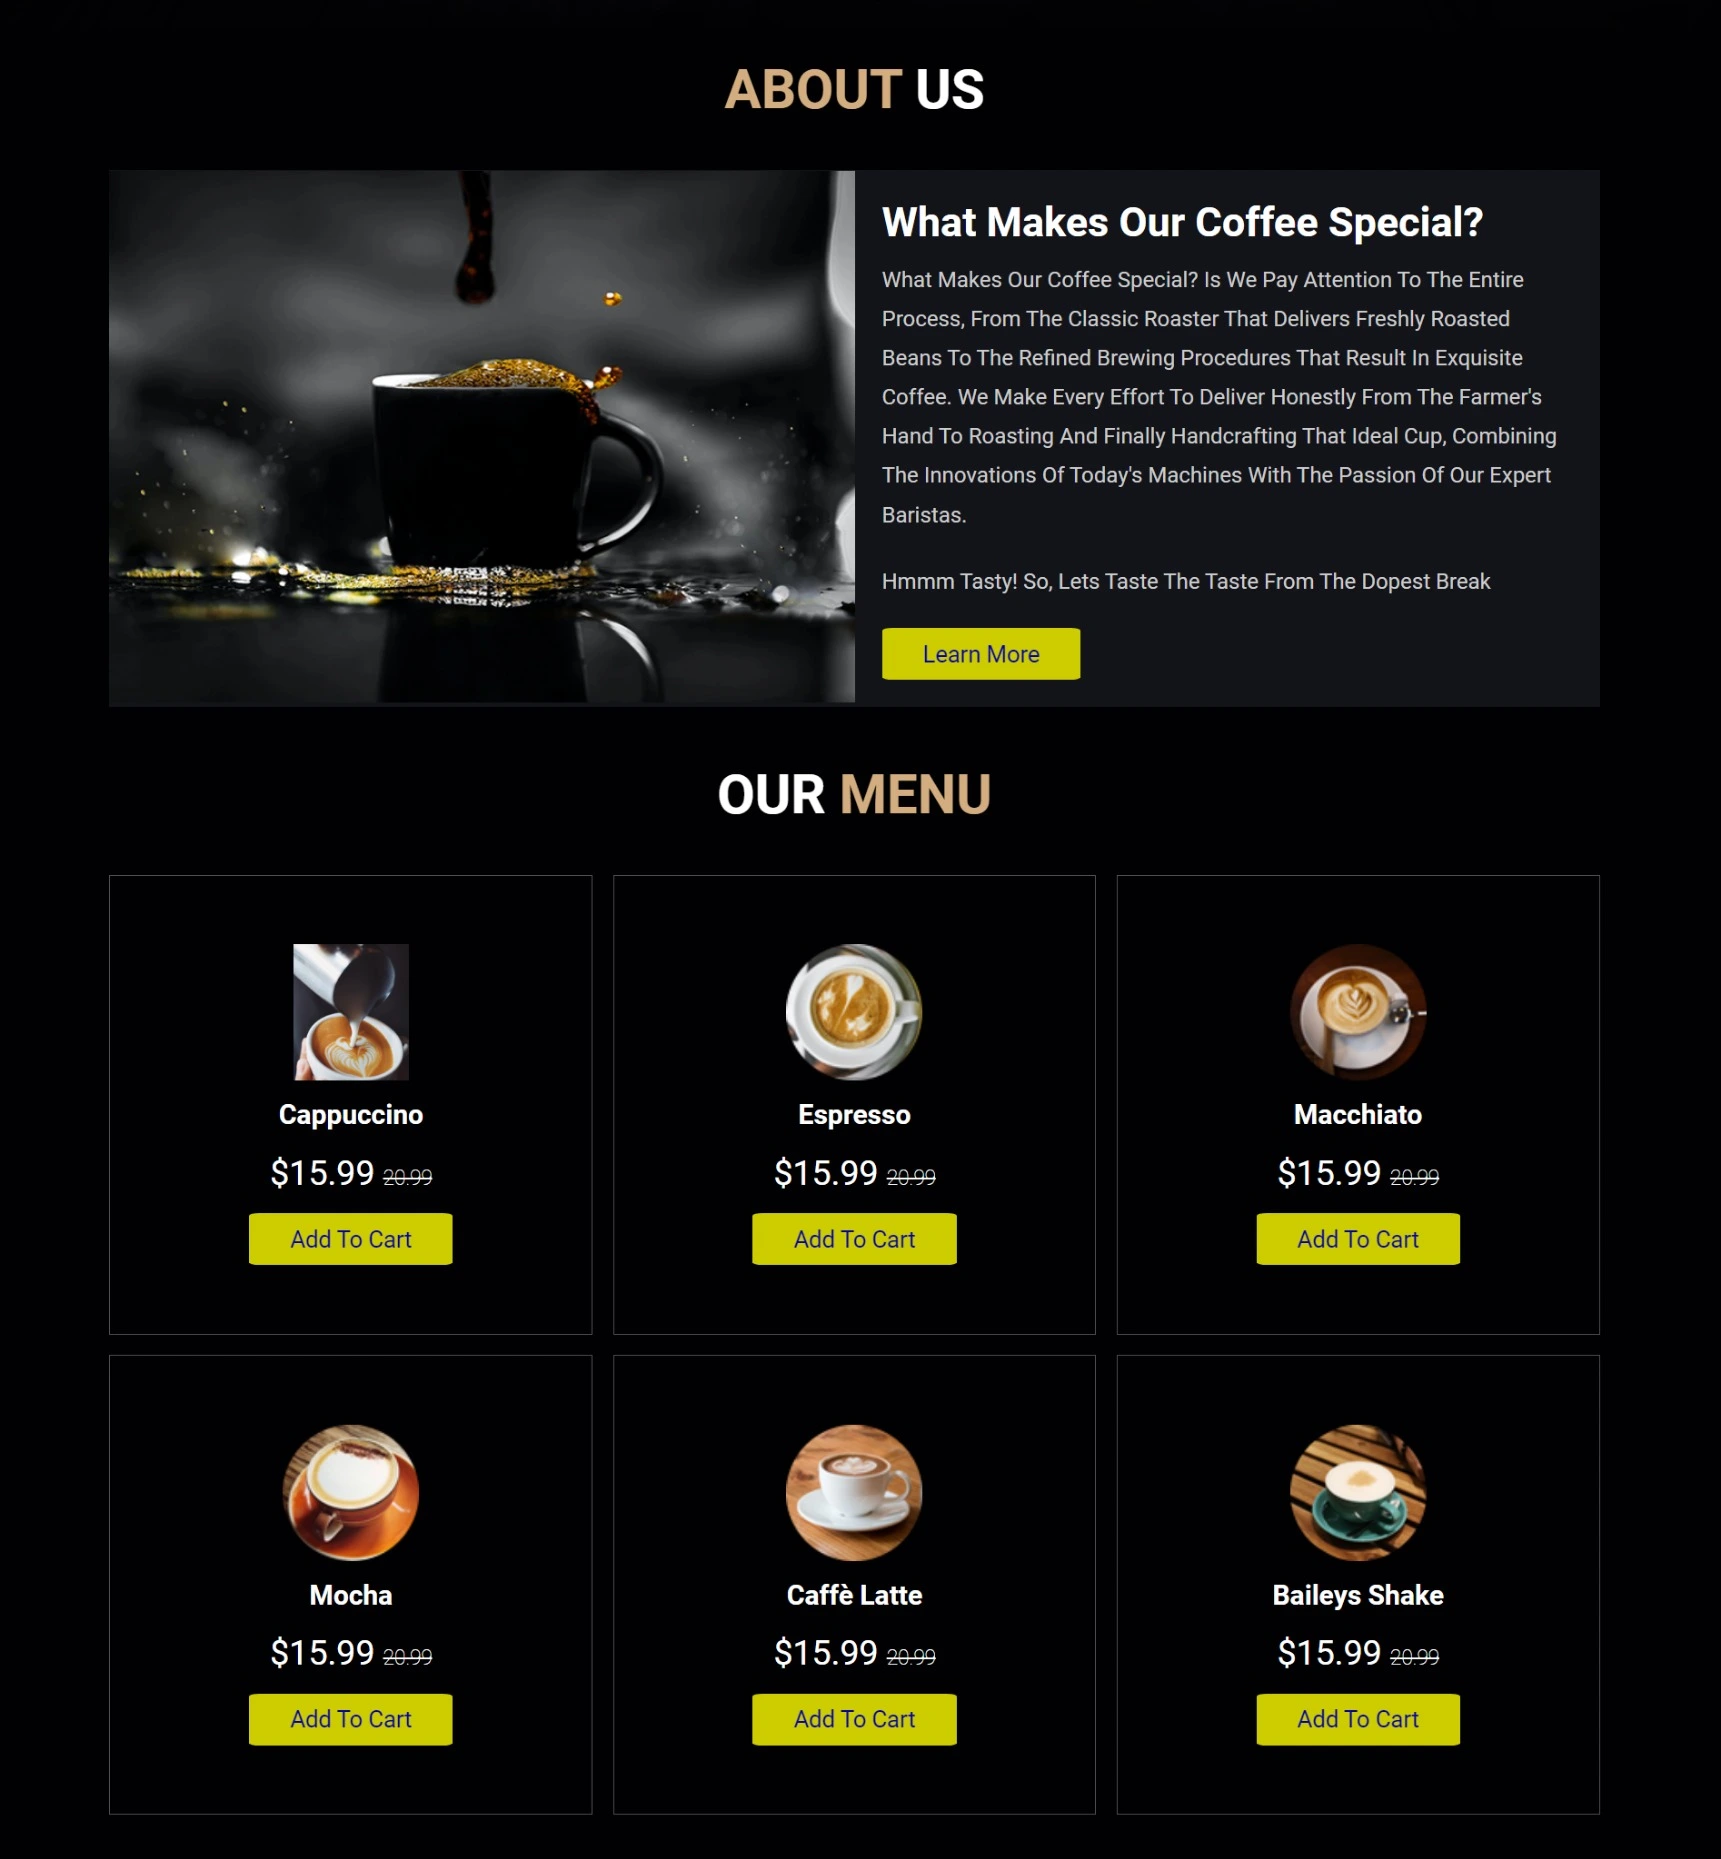 ABOUT US
What Makes Our Coffee Special?
What Makes Our Coffee Special? Is We Pay Attention To The Entire
Process, From The Classic Roaster That Delivers Freshly Roasted
Beans To The Refined Brewing Procedures That Result In Exquisite
Coffee. We Make Every Effort To Deliver Honestly From The Farmer's
Hand To Roasting And Finally Handcrafting That Ideal Cup, Combining
The Innovations Of Today's Machines With The Passion Of Our Expert
Baristas.
Hmmm Tasty! So, Lets Taste The Taste From The Dopest Break
Learn More
OUR MENU
Cappuccino
$15.99 20.99
Add To Cart
Espresso
$15.99 20.99
Add To Cart
Macchiato
$15.99 20.99
Add To Cart
Mocha
$15.99 20.99
Add To Cart
Caffè Latte
$15.99 20.99
Add To Cart
Baileys Shake
$15.99 20.99
Add To Cart